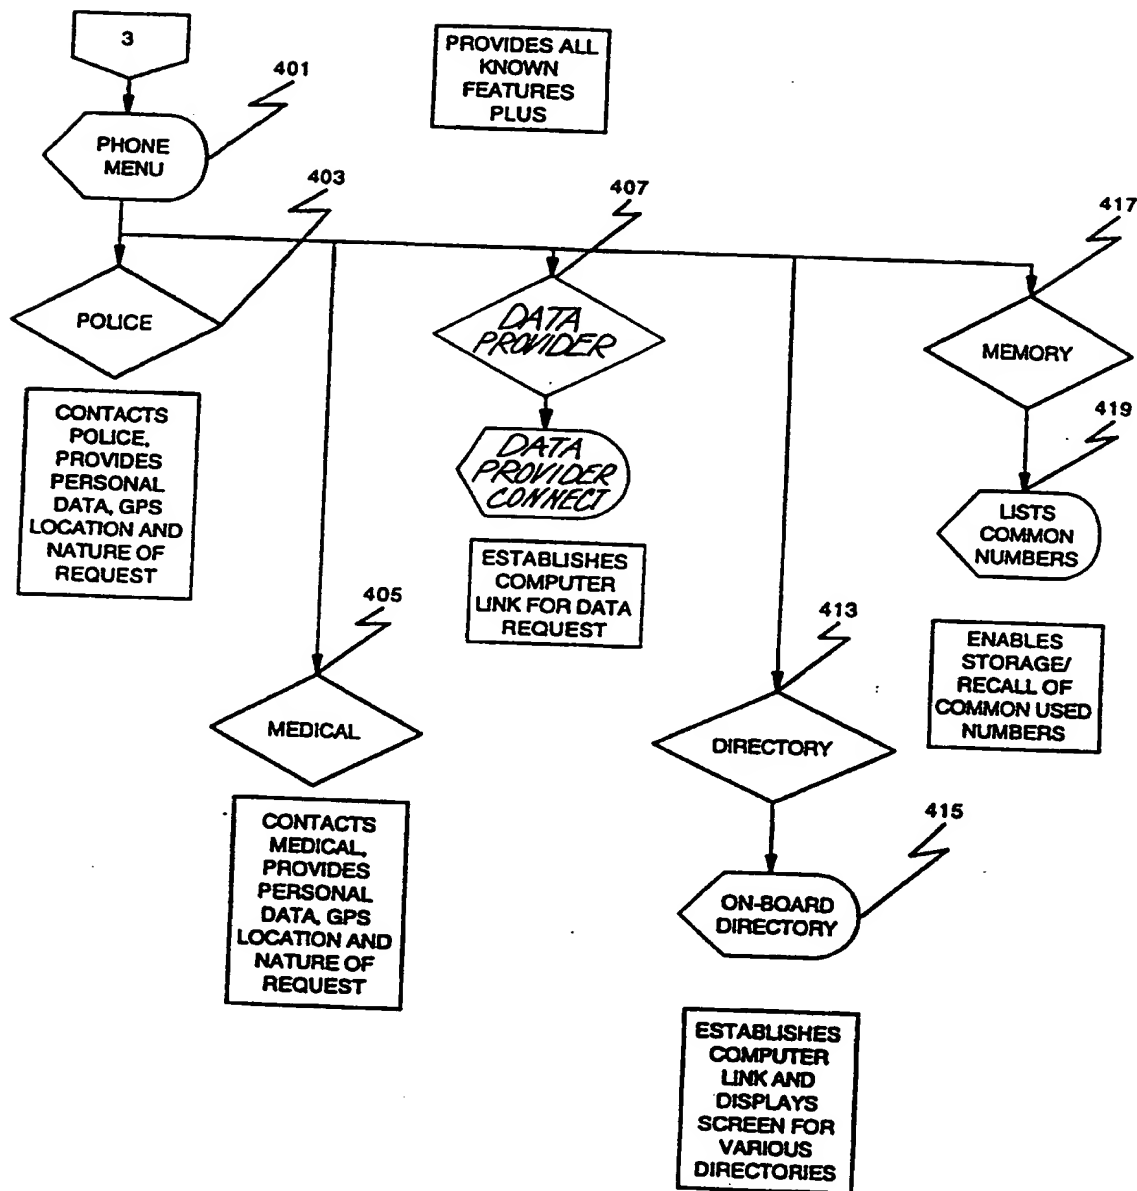 3
PROVIDES ALL
KNOWN
FEATURES
PLUS
401
PHONE
MENU
403
407
417
POLICE
DATA
PROVIDER
MEMORY
CONTACTS
POLICE,
PROVIDES
PERSONAL
DATA, GPS
LOCATION AND
NATURE OF
REQUEST
DATA
PROVIDER
CONNECT
419
LISTS
COMMON
NUMBERS
ESTABLISHES
COMPUTER
LINK FOR DATA
REQUEST
405
413
ENABLES
STORAGE/
RECALL OF
COMMON USED
NUMBERS
MEDICAL
DIRECTORY
CONTACTS
MEDICAL,
PROVIDES
PERSONAL
DATA, GPS
LOCATION AND
NATURE OF
REQUEST
415
ON-BOARD
DIRECTORY
ESTABLISHES
COMPUTER
LINK AND
DISPLAYS
SCREEN FOR
VARIOUS
DIRECTORIES